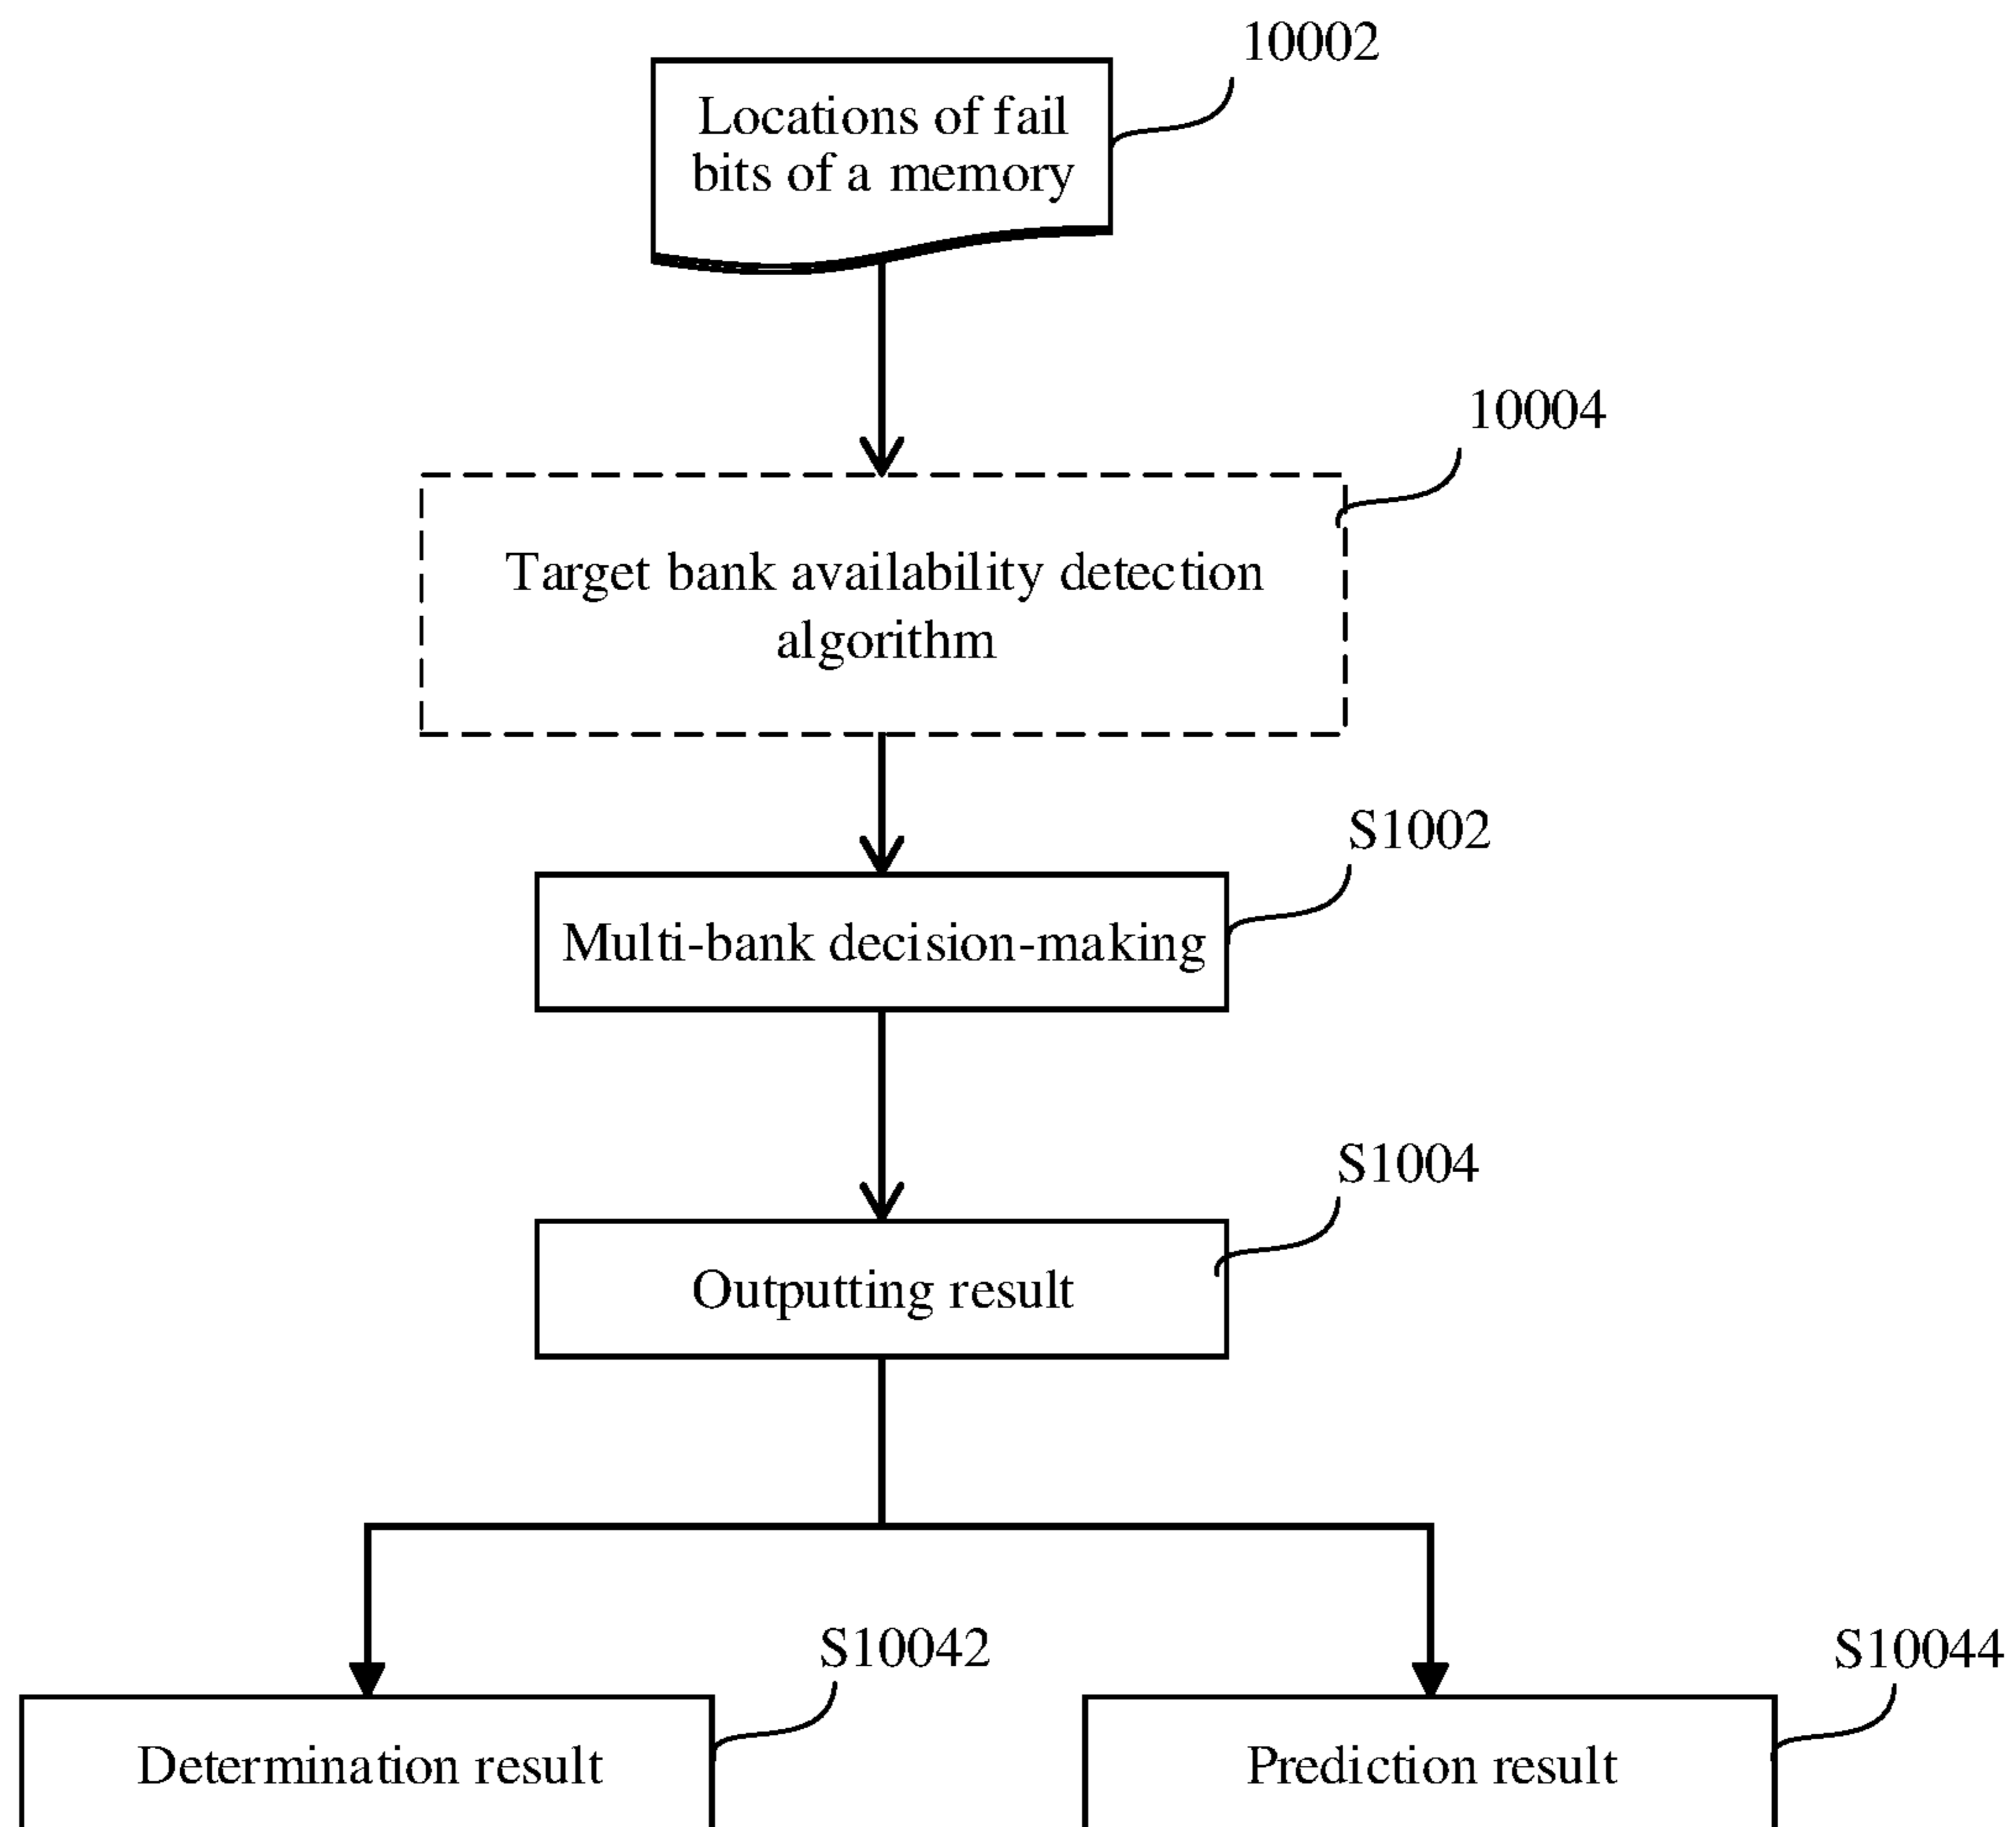 10002
Locations of fail
bits of a memory
10004
Target bank availability detection
algorithm
S1002
Multi-bank decision-making
S1004
Outputting result
S10042
S10044
Determination result
Prediction result